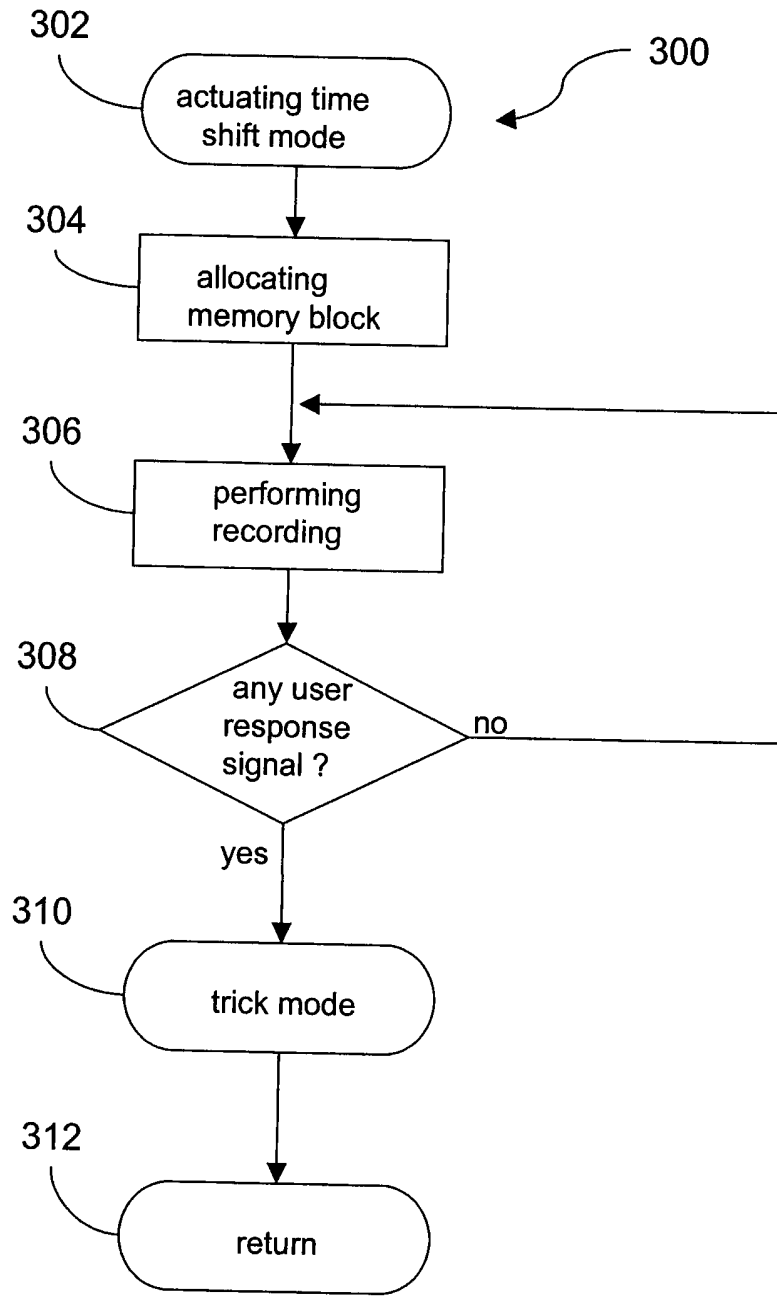 302
300
actuating time
shift mode
304
allocating
memory block
306
performing
recording
308
any user
response
signal ?
no
yes
310
trick mode
312
return